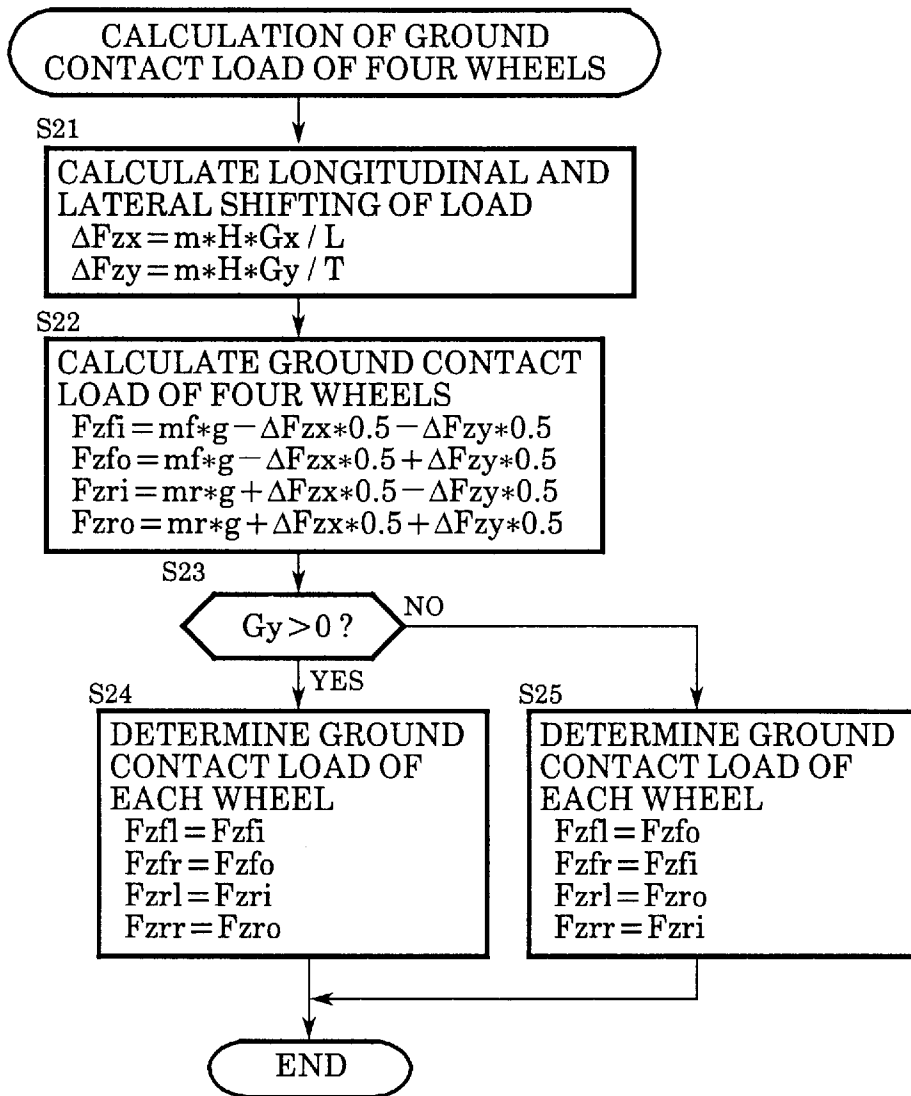 CALCULATION OF GROUND
CONTACT LOAD OF FOUR WHEELS
S21
CALCULATE LONGITUDINAL AND
LATERAL SHIFTING OF LOAD
ΔFzx=m*H*Gx / L
ΔFzy=m*H*Gy / T
S22
CALCULATE GROUND CONTACT
LOAD OF FOUR WHEELS
Fzfi=mf*g−ΔFzx*0.5−ΔFzy*0.5
Fzfo=mf*g−ΔFzx*0.5+ΔFzy*0.5
Fzri=mr*g+ΔFzx*0.5−ΔFzy*0.5
Fzro=mr*g+ΔFzx*0.5+ΔFzy*0.5
S23
Gy>0 ?
NO
YES
S24
DETERMINE GROUND
CONTACT LOAD OF
EACH WHEEL
Fzfl=Fzfi
Fzfr=Fzfo
Fzrl=Fzri
Fzrr=Fzro
S25
DETERMINE GROUND
CONTACT LOAD OF
EACH WHEEL
Fzfl=Fzfo
Fzfr=Fzfi
Fzrl=Fzro
Fzrr=Fzri
END